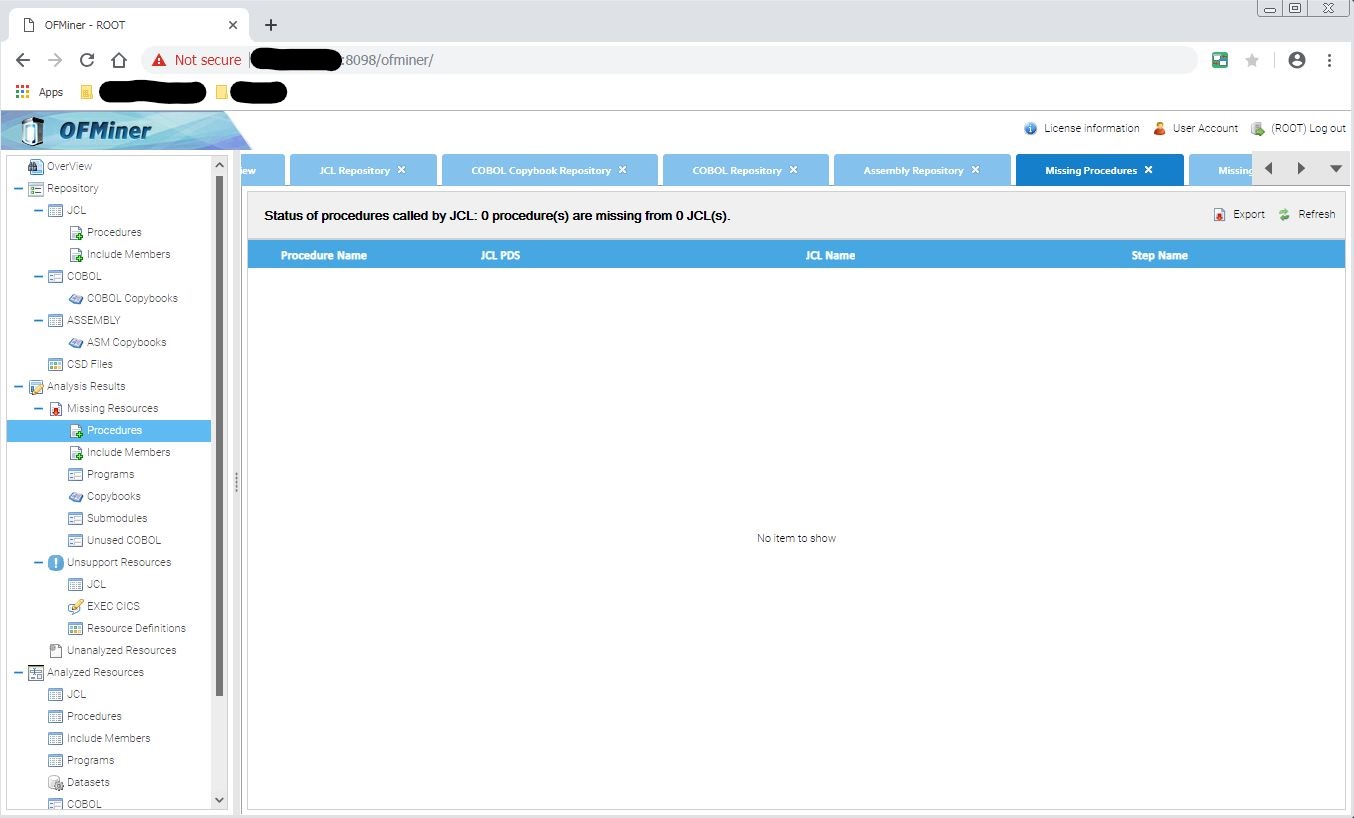 OFMiner - ROOT
Not secure :8098/ofminer/
Apps
OFMiner
License information User Account (ROOT) Log out
OverView
Repository
JCL
Procedures
Include Members
COBOL
COBOL Copybooks
ASSEMBLY
ASM Copybooks
CSD Files
Analysis Results
Missing Resources
Procedures
Include Members
Programs
Copybooks
Submodules
Unused COBOL
Unsupport Resources
JCL
EXEC CICS
Resource Definitions
Unanalyzed Resources
Analyzed Resources
JCL
Procedures
Include Members
Programs
Datasets
COBOL
ew JCL Repository COBOL Copybook Repository COBOL Repository Assembly Repository Missing Procedures Missing
Status of procedures called by JCL: 0 procedure(s) are missing from 0 JCL(s). Export Refresh
Procedure Name JCL PDS JCL Name Step Name
No item to show